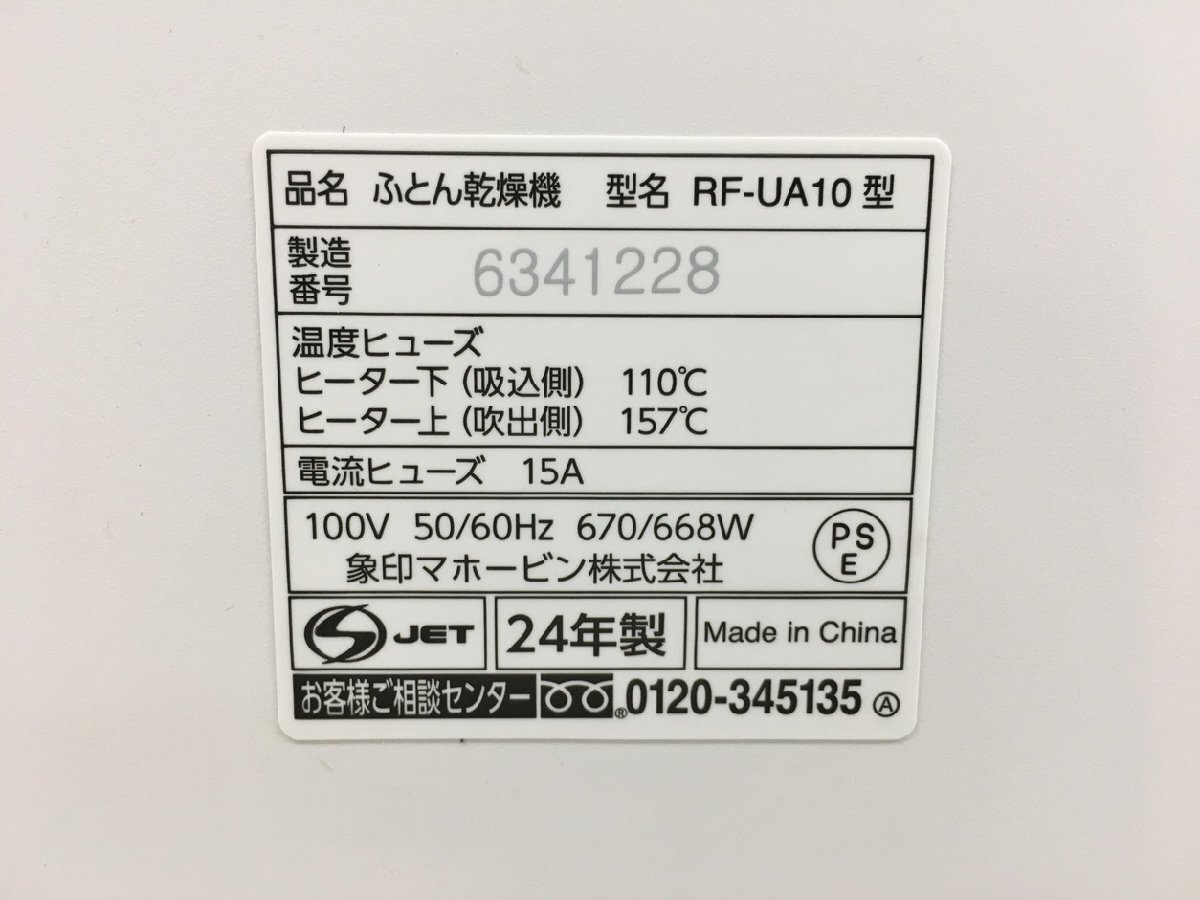 品名 ふとん乾燥機 型名 RF-UA10 型
製造
番号 6341228
温度ヒューズ
ヒーター下 (吸込側) 110℃
ヒーター上 (吹出側) 157℃
電流ヒューズ 15A
100V 50/60Hz 670/668W
象印マホービン株式会社
PS
E
S JET 24年製 Made in China
お客様ご相談センター ®0120-345135 Ⓐ